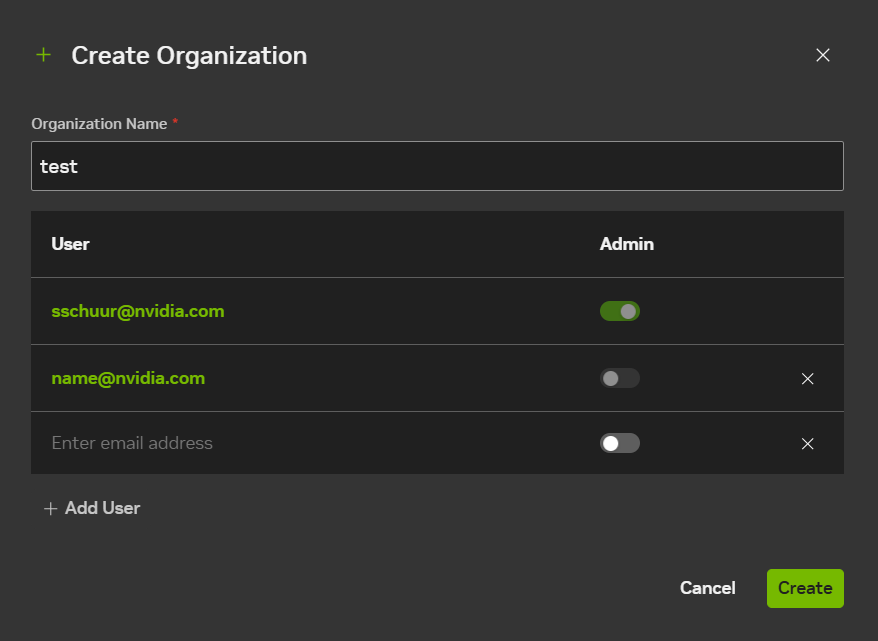 Create Organization
Organization Name *
test
User Admin
sschuur@nvidia.com
name@nvidia.com
Enter email address
Add User
Cancel Create